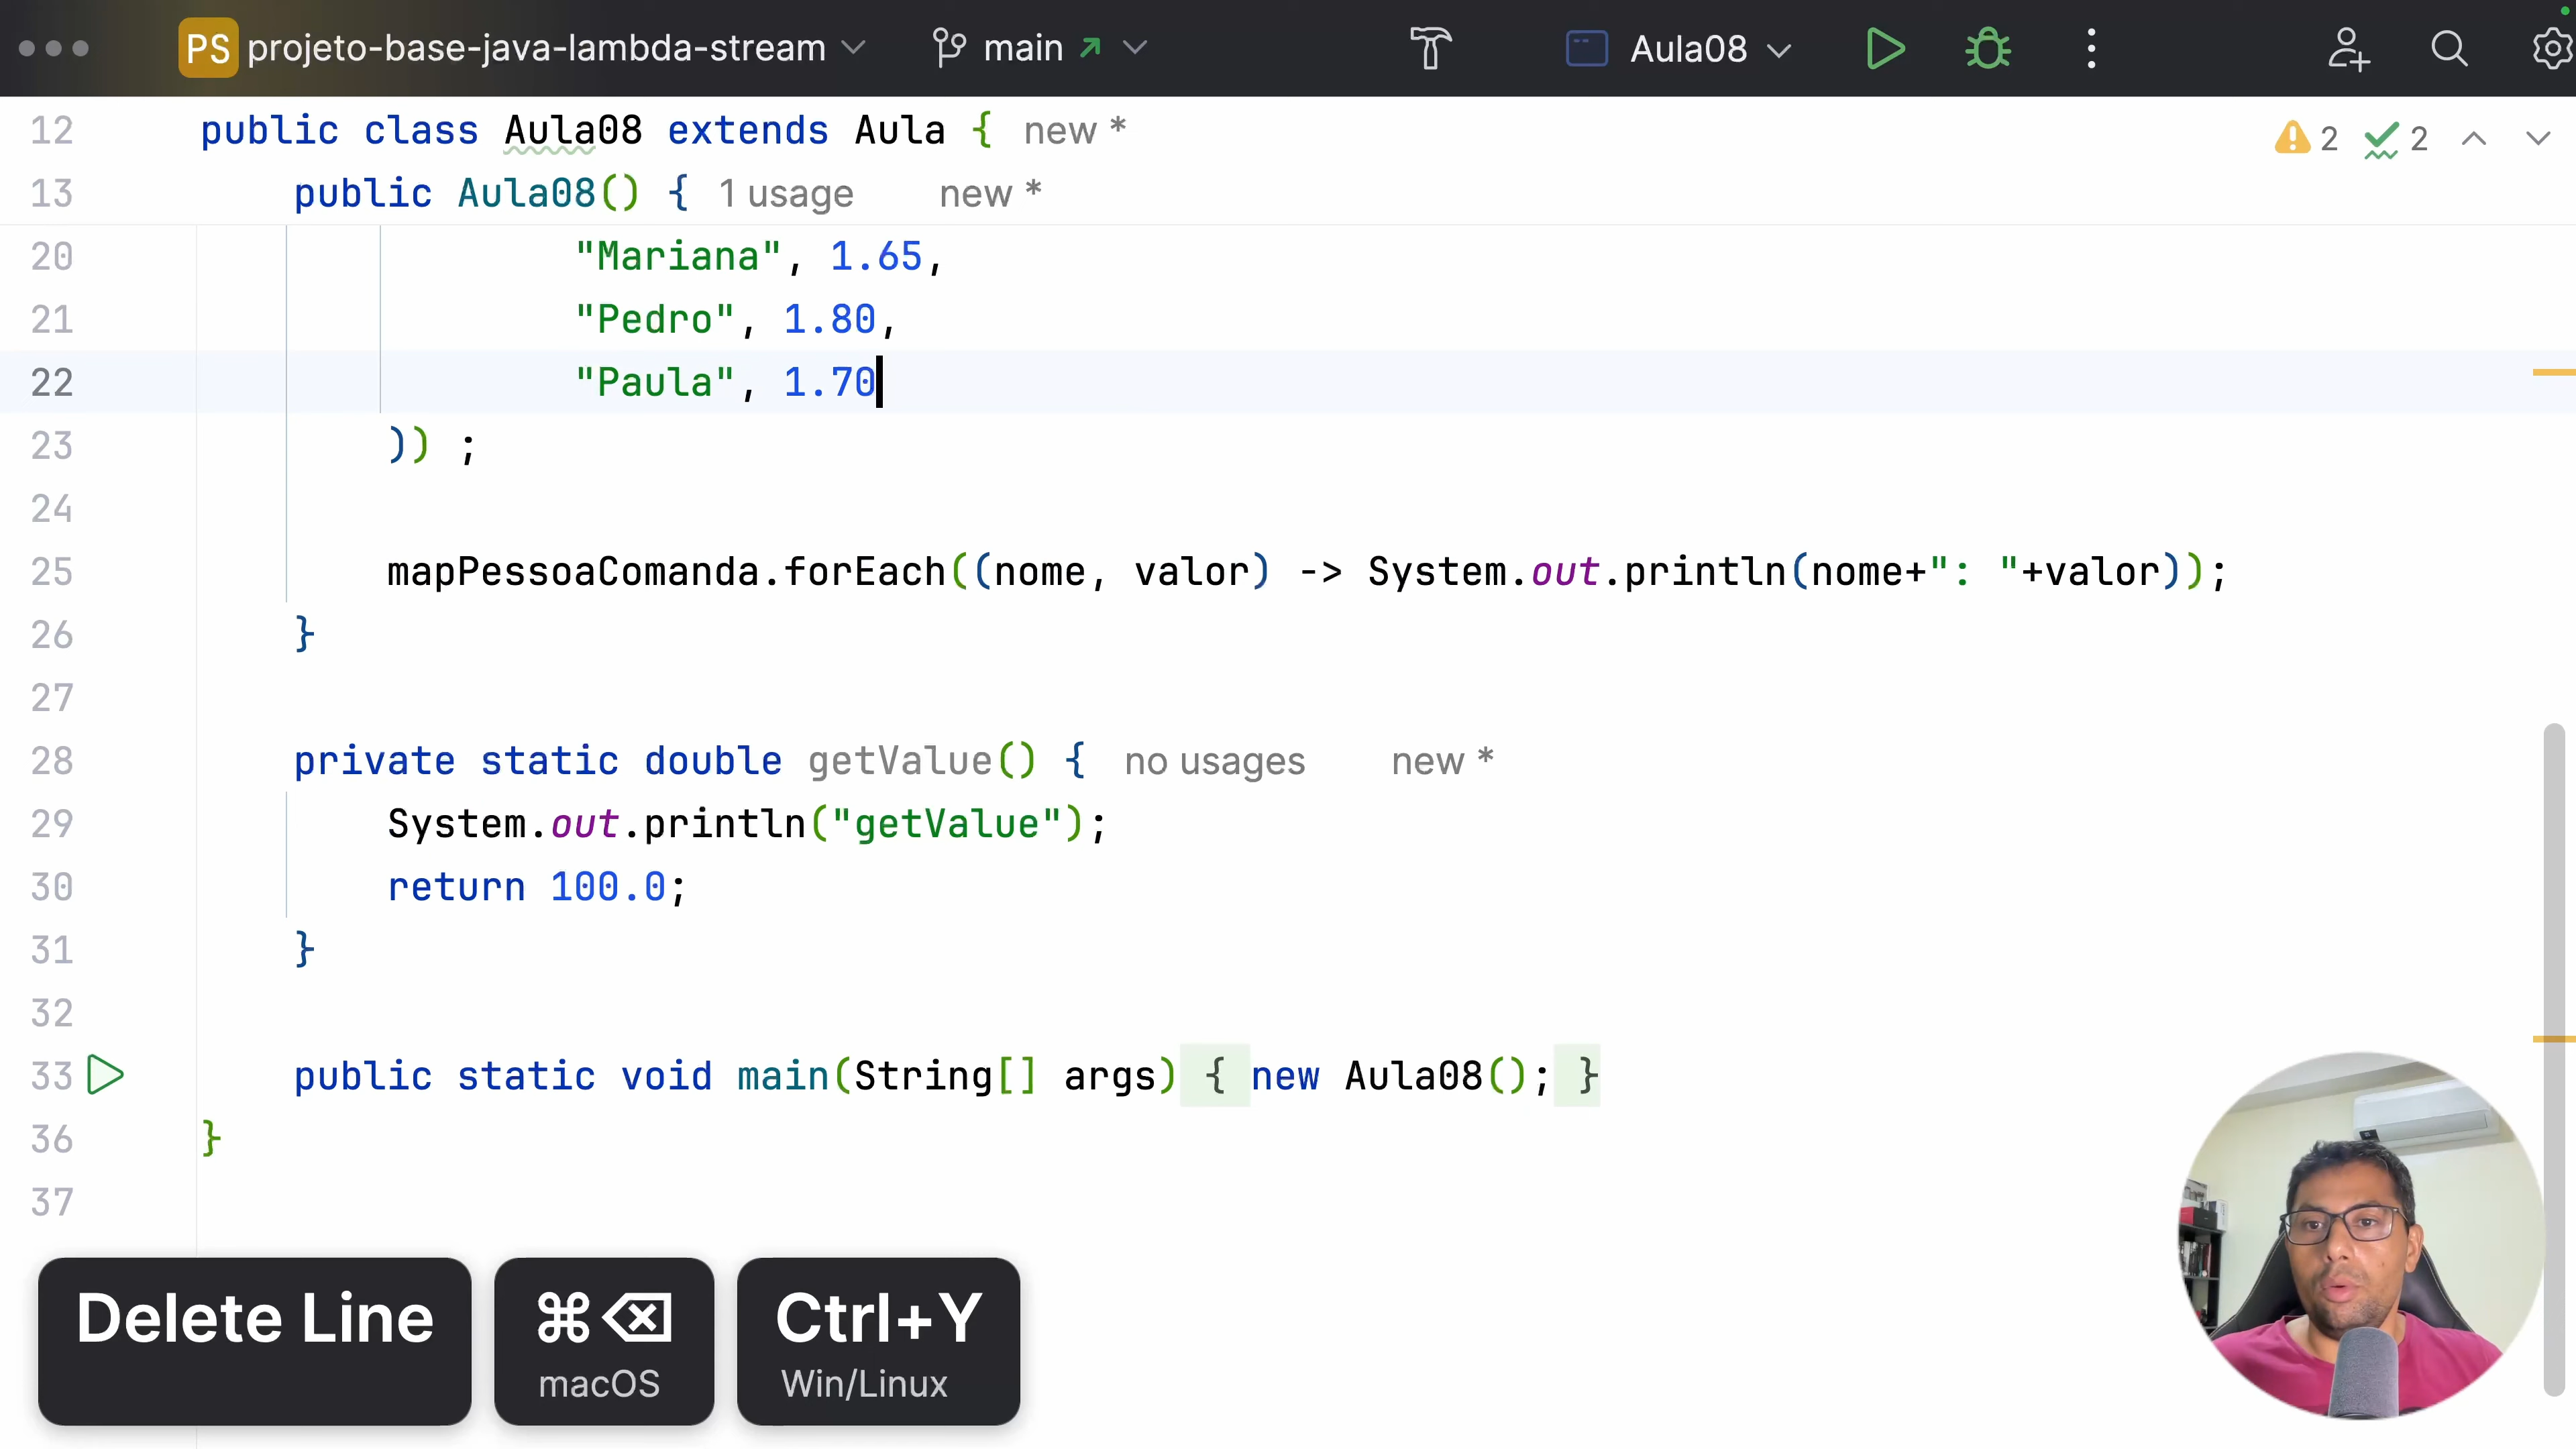 PS projeto-base-java-lambda-stream main Aula08
12 public class Aula08 extends Aula { new * 2 2
13 public Aula08() { 1 usage new *
20 "Mariana", 1.65,
21 "Pedro", 1.80,
22 "Paula", 1.70
23 )) ;
24
25 mapPessoaComanda.forEach((nome, valor) -> System.out.println(nome+": "+valor));
26 }
27
28 private static double getValue() { no usages new *
29 System.out.println("getValue");
30 return 100.0;
31 }
32
33 public static void main(String[] args) { new Aula08(); }
36 }
37
Delete Line ⌘⌫ Ctrl+Y
macOS Win/Linux